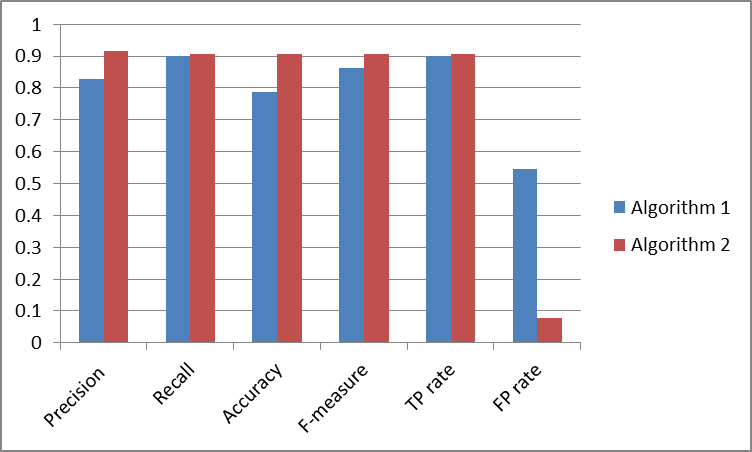 1
0.9
0.8
0.7
0.6
0.5
0.4
0.3
0.2
0.1
0
Precision
Recall
Accuracy
F-measure
TP rate
FP rate
Algorithm 1
Algorithm 2